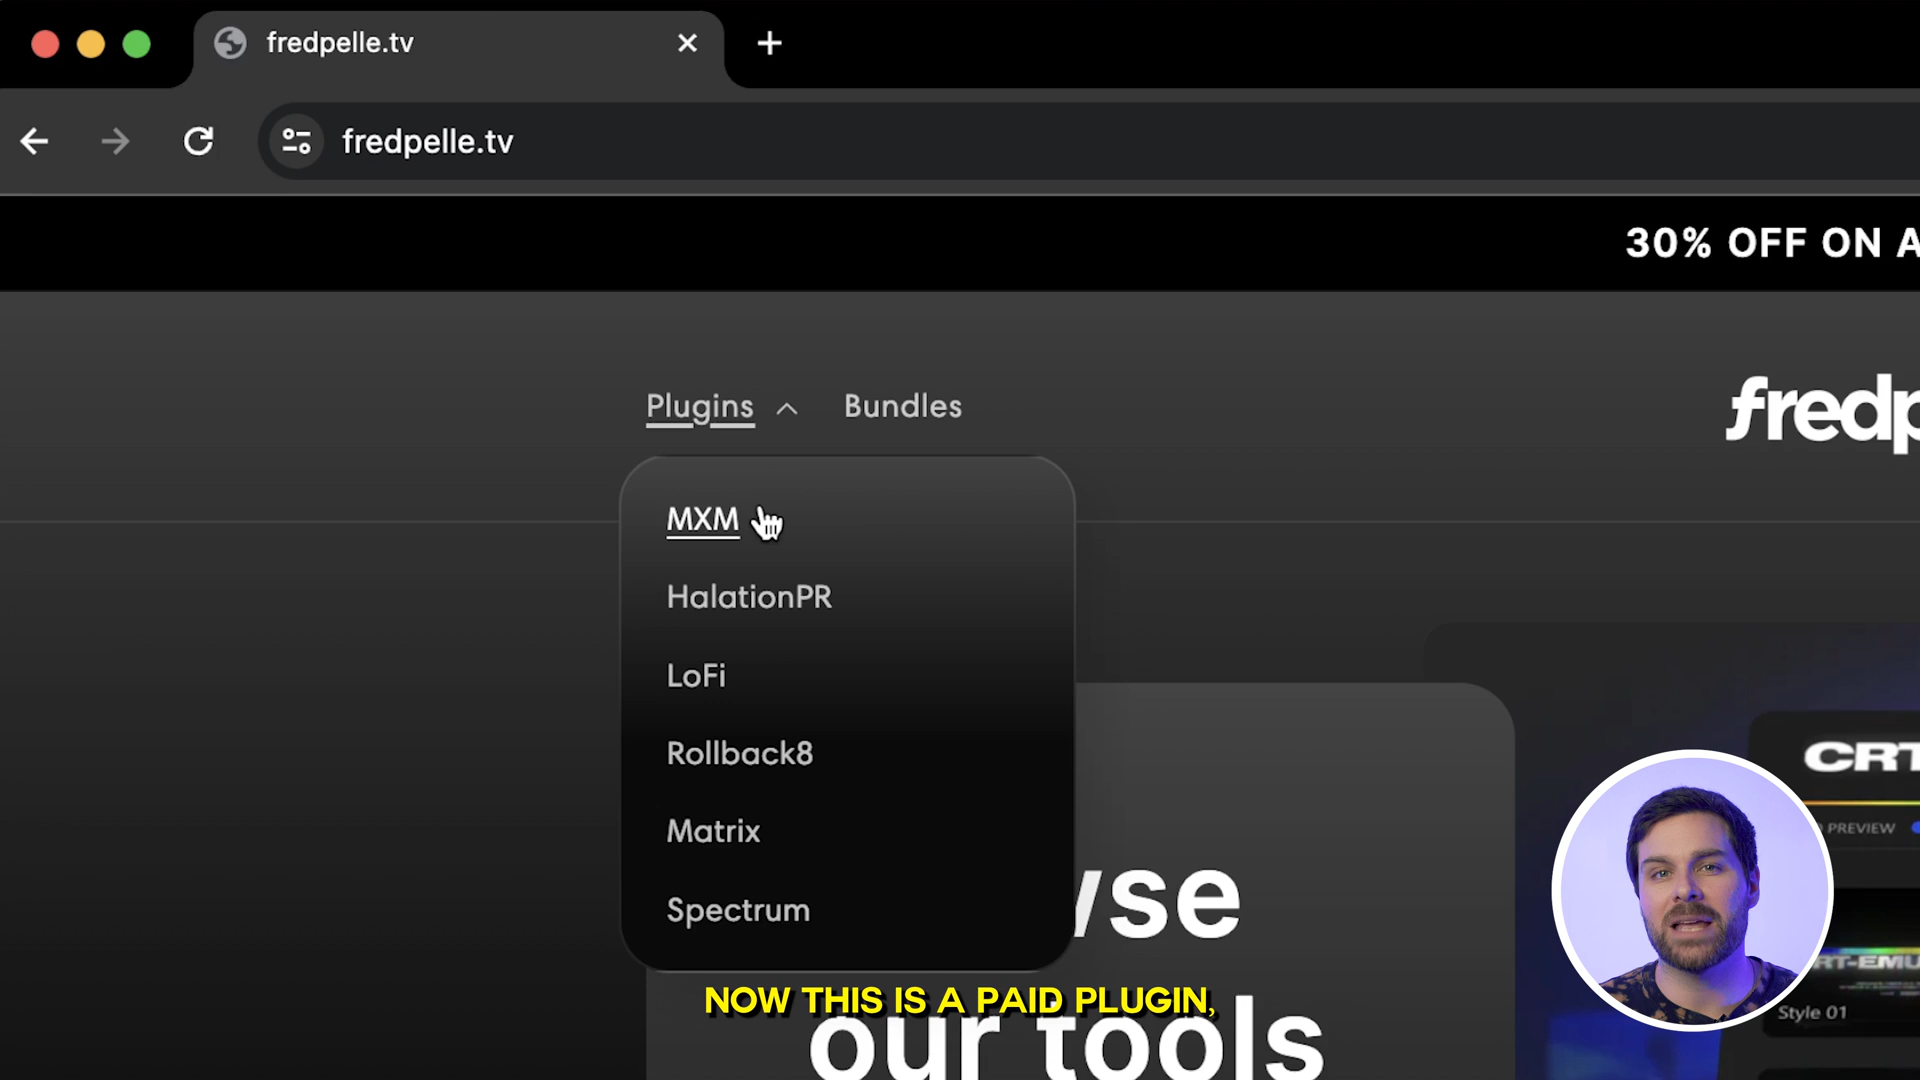 fredpelle.tv
fredpelle.tv
30% OFF ON A
Plugins
Bundles
fredp
MXM
HalationPR
LoFi
Rollback8
Matrix
Spectrum
CRT
PREVIEW
wse
our tools
RT-EMU
Style 01
NOW THIS IS A PAID PLUGIN,